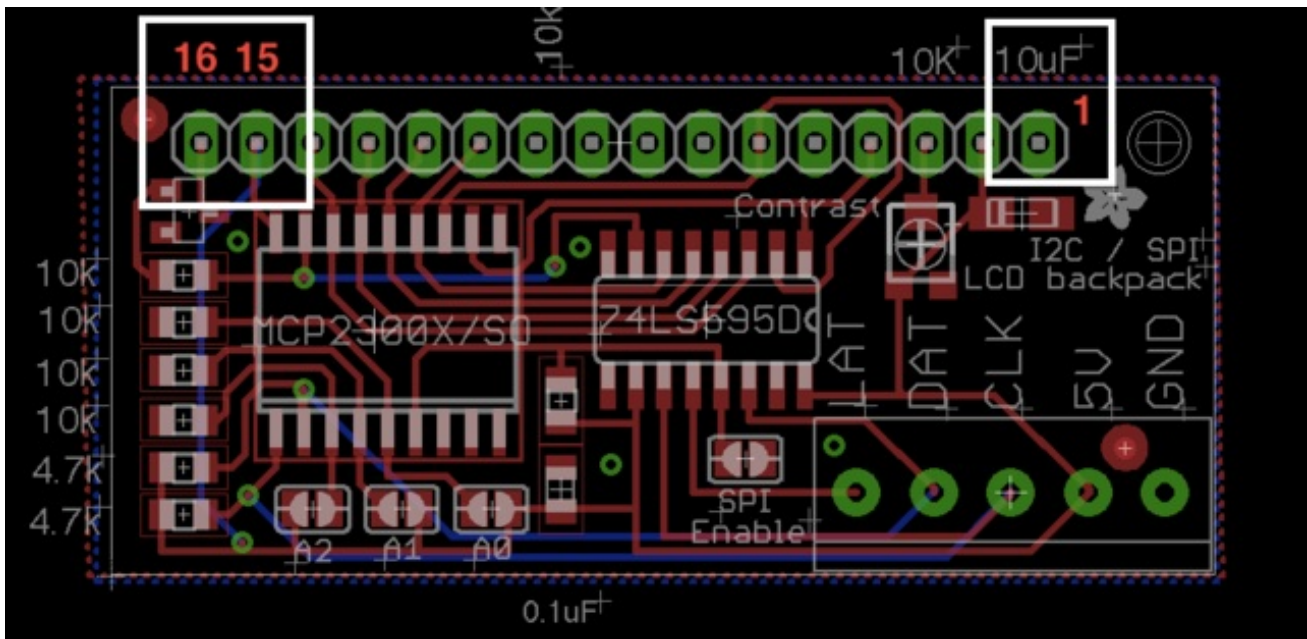 10k
16 15
10K
10uF
1
Contrast
I2C / SPI
LCD backpack
10k
10k
10k
10k
4.7k
4.7k
MCP2300X/SO
74LS595D
LAT
DAT
CLK
5V
GND
SPI
Enable
A2
A1
A0
0.1uF